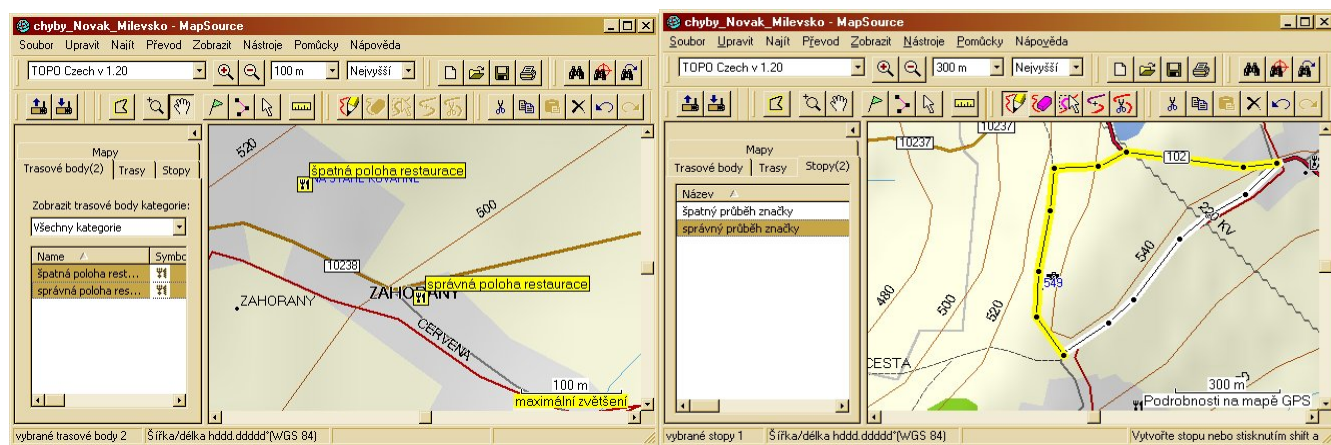 chyby_Novak_Milevsko - MapSource
Soubor Upravit Najít Převod Zobrazit Nástroje Pomůcky Nápověda
TOPO Czech v 1.20
100 m
Nejvyšší
Mapy
Trasové body(2) Trasy Stopy
Zobrazit trasové body kategorie:
Všechny kategorie
Name Symbc
špatná poloha rest...
správná poloha res...
520
špatná poloha restaurace
500
10238
správná poloha restaurace
ZAHORANY
ZAHORANY
CERVENA
100 m
maximální zvětšení
vybrané trasové body 2 Šířka/délka hddd.ddddd°(WGS 84)
chyby_Novak_Milevsko - MapSource
Soubor Upravit Najít Převod Zobrazit Nástroje Pomůcky Nápověda
TOPO Czech v 1.20
300 m
Nejvyšší
Mapy
Trasové body Trasy Stopy(2)
Název
špatný průběh značky
správný průběh značky
10237
10237
102
220 KV
540
549
480
500
520
CESTA
300 m
Podrobnosti na mapě GPS
vybrané stopy 1 Šířka/délka hddd.ddddd°(WGS 84) Vytvořte stopu nebo stisknutím shift a